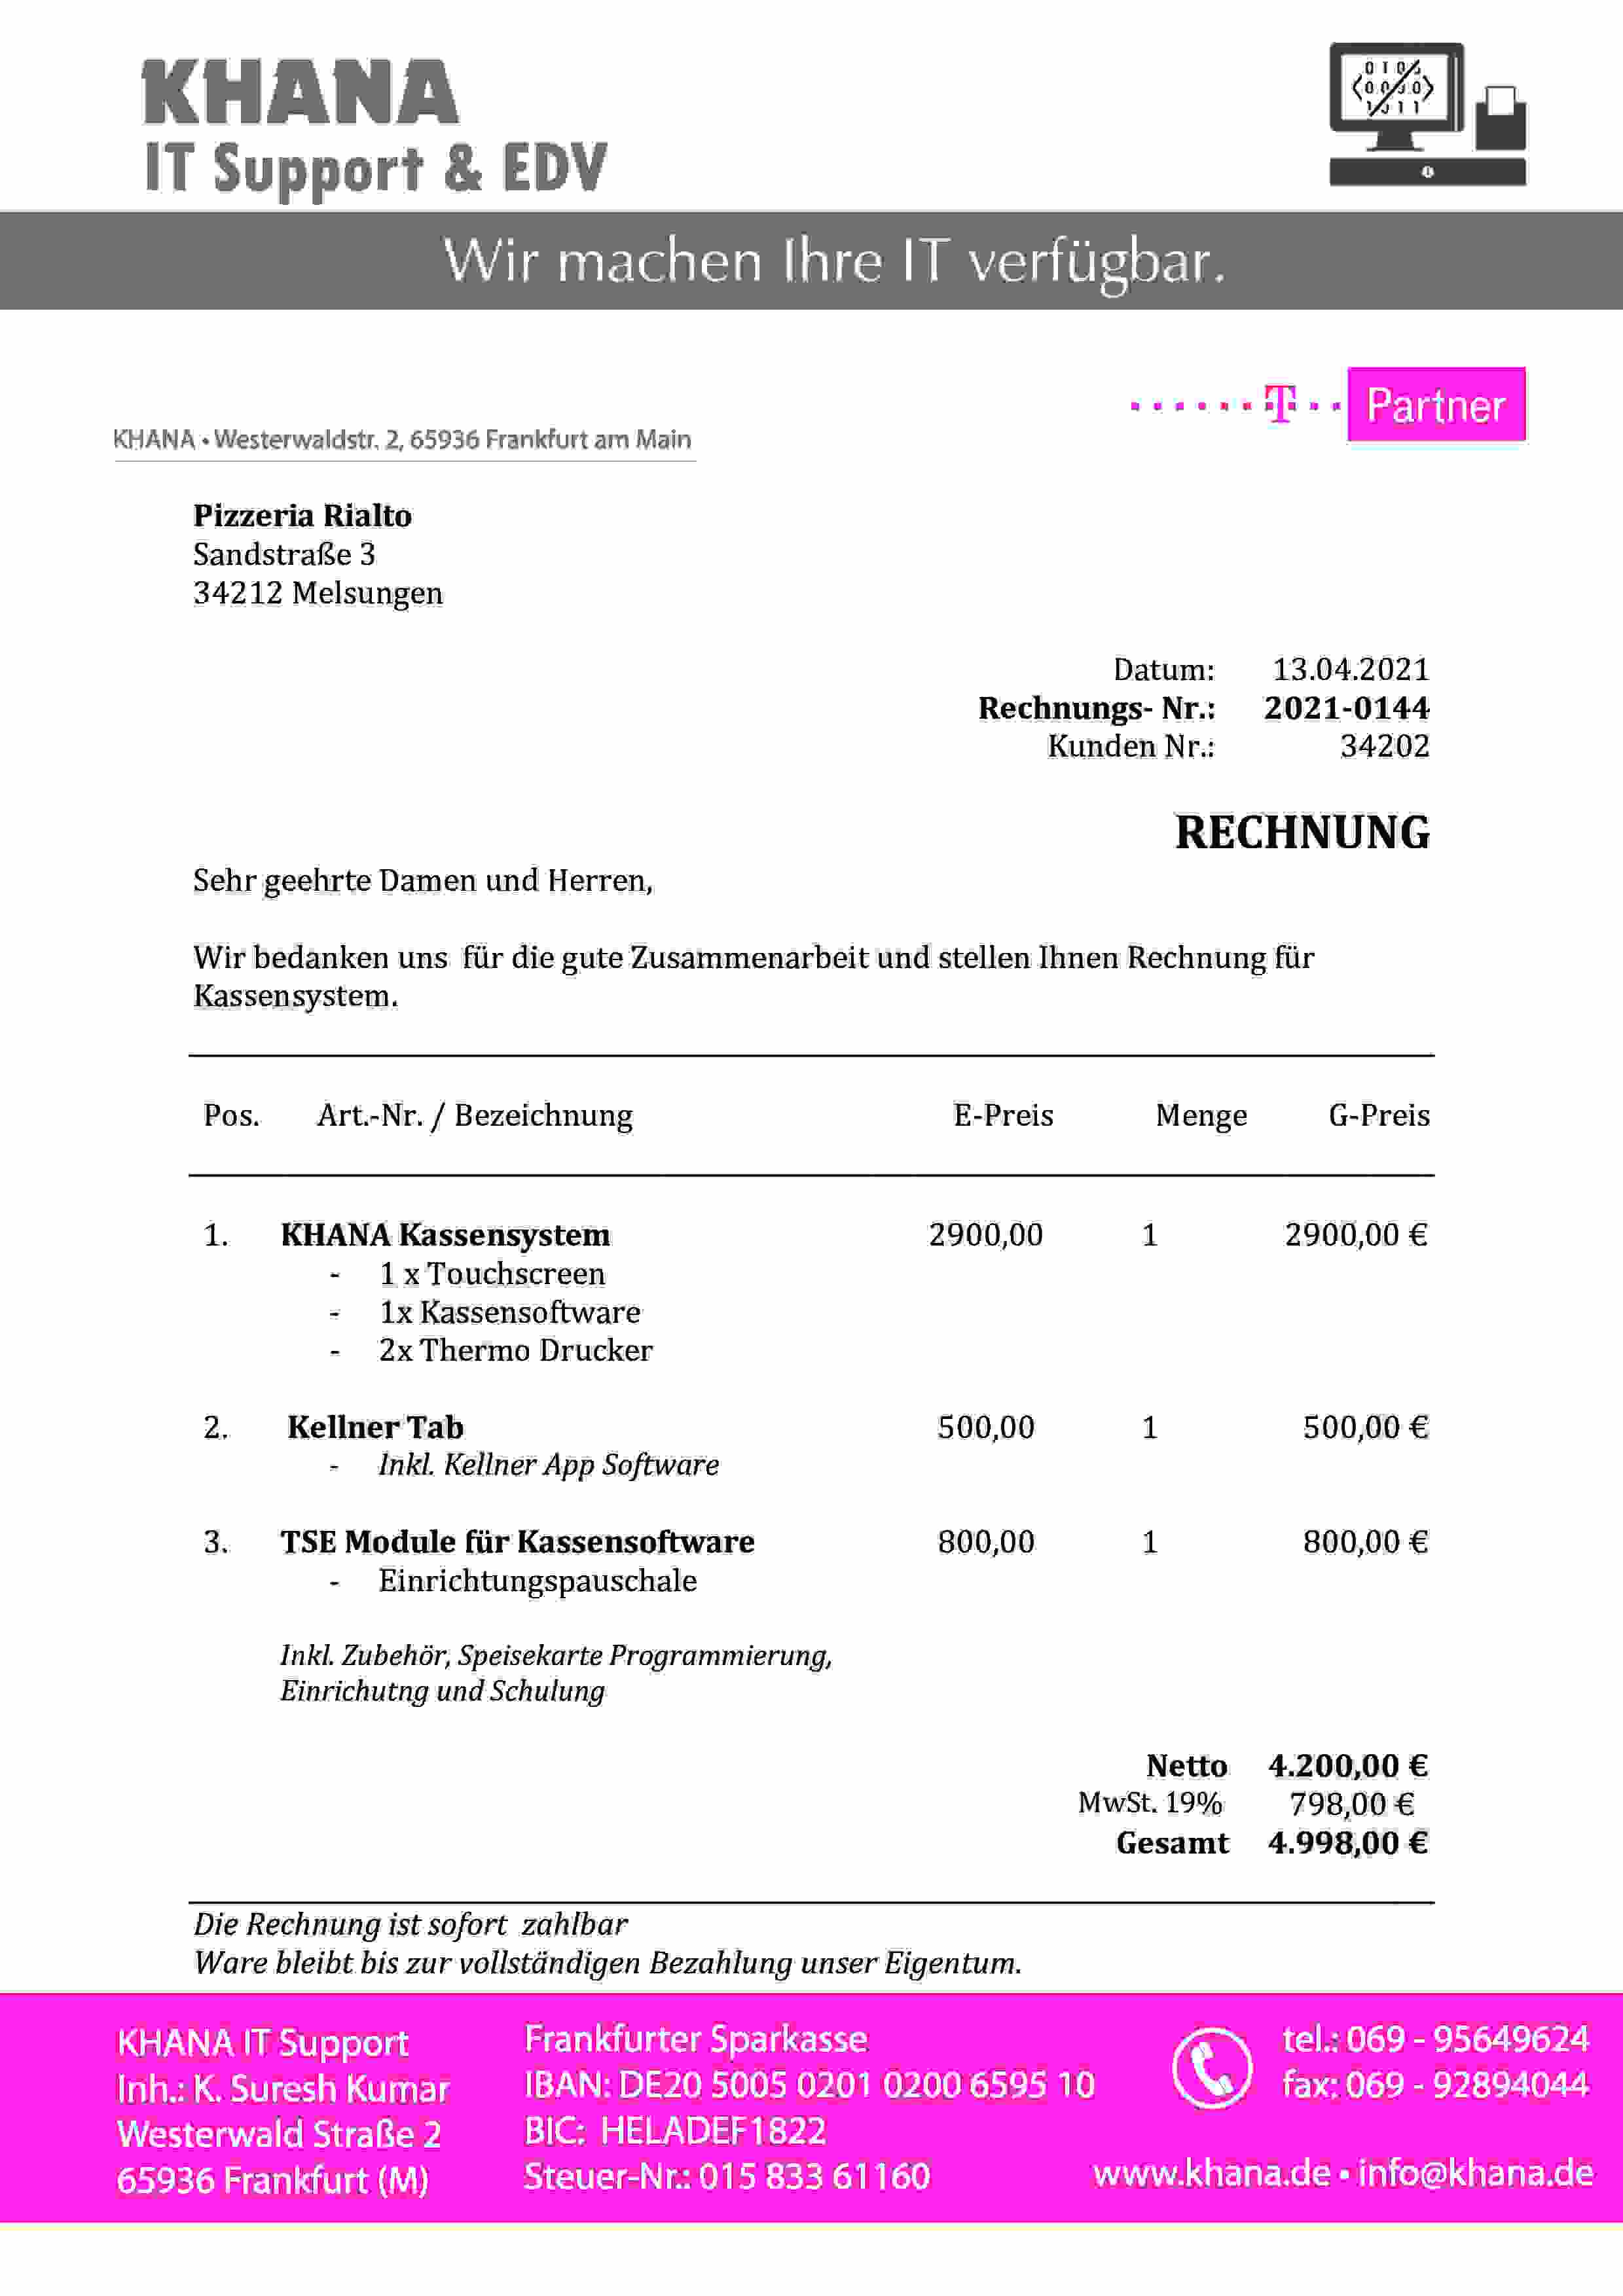 KHANA
IT Support & EDV
Wir machen Ihre IT verfügbar.
T Partner
KHANA • Westerwaldstr. 2, 65936 Frankfurt am Main
Pizzeria Rialto
Sandstraße 3
34212 Melsungen
Datum: 13.04.2021
Rechnungs- Nr.: 2021-0144
Kunden Nr.: 34202
RECHNUNG
Sehr geehrte Damen und Herren,
Wir bedanken uns für die gute Zusammenarbeit und stellen Ihnen Rechnung für
Kassensystem.
Pos. Art.-Nr. / Bezeichnung E-Preis Menge G-Preis
1. KHANA Kassensystem 2900,00 1 2900,00 €
- 1 x Touchscreen
- 1x Kassensoftware
- 2x Thermo Drucker
2. Kellner Tab 500,00 1 500,00 €
- Inkl. Kellner App Software
3. TSE Module für Kassensoftware 800,00 1 800,00 €
- Einrichtungspauschale
Inkl. Zubehör, Speisekarte Programmierung,
Einrichutng und Schulung
Netto 4.200,00 €
MwSt. 19% 798,00 €
Gesamt 4.998,00 €
Die Rechnung ist sofort zahlbar
Ware bleibt bis zur vollständigen Bezahlung unser Eigentum.
KHANA IT Support
Inh.: K. Suresh Kumar
Westerwald Straße 2
65936 Frankfurt (M)
Frankfurter Sparkasse
IBAN: DE20 5005 0201 0200 6595 10
BIC: HELADEF1822
Steuer-Nr.: 015 833 61160
tel.: 069 - 95649624
fax: 069 - 92894044
www.khana.de • info@khana.de